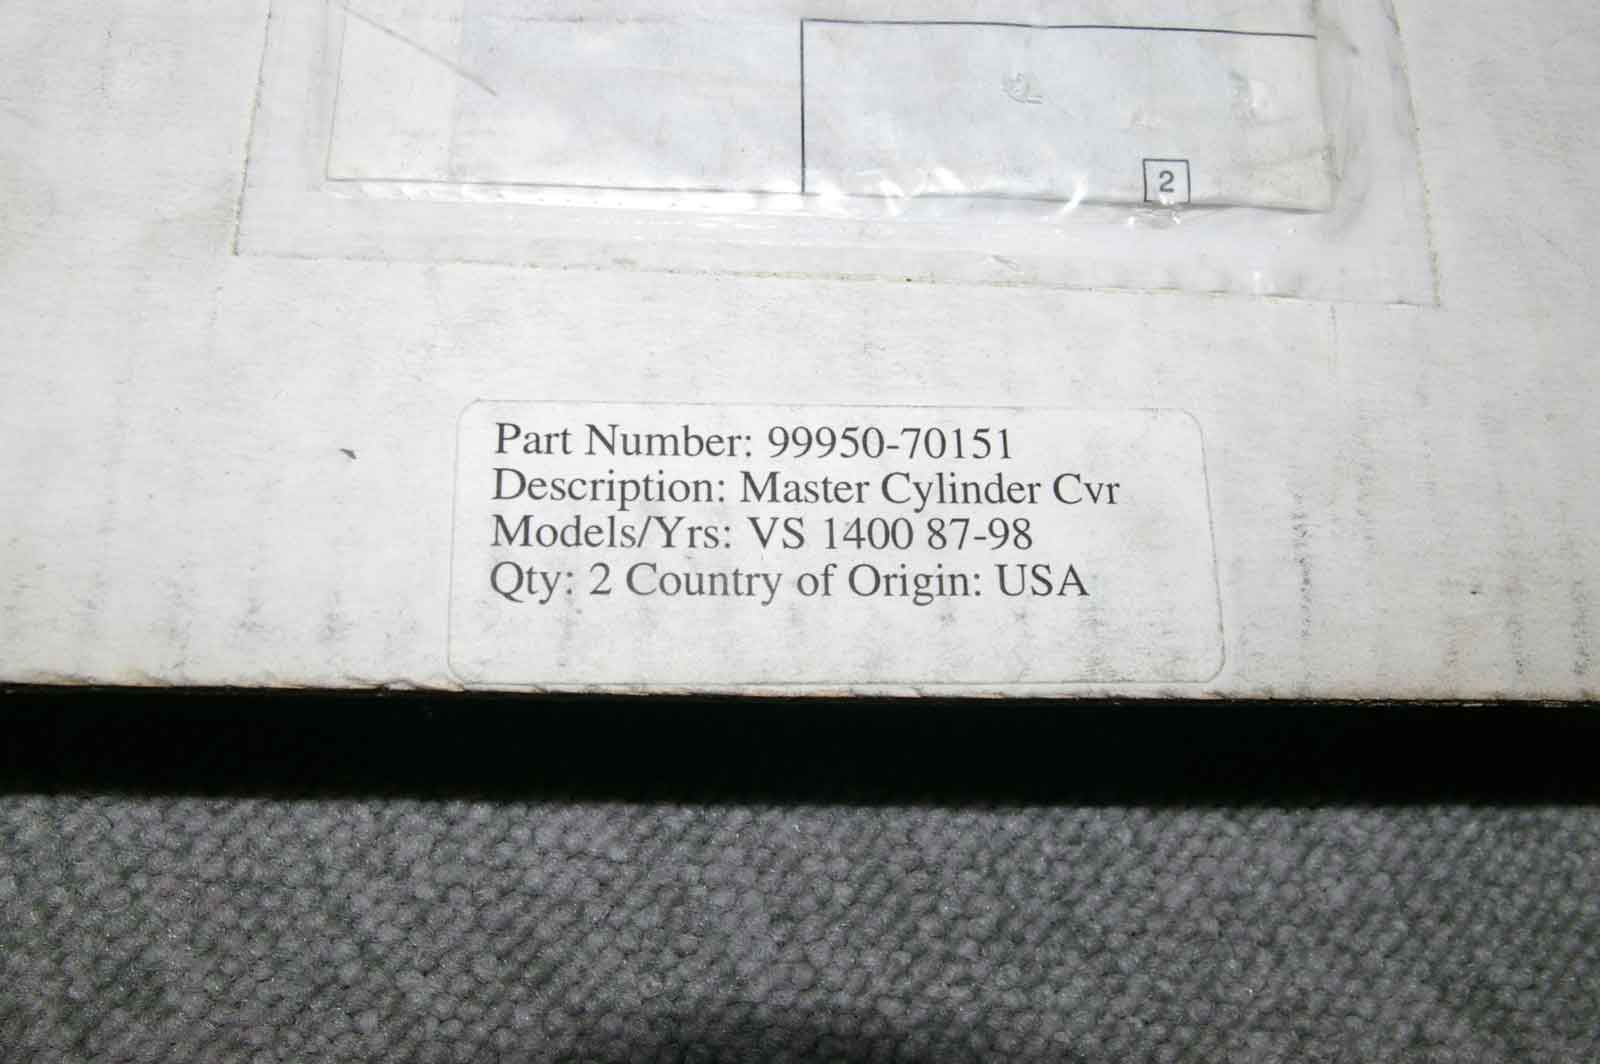 2
Part Number: 99950-70151
Description: Master Cylinder Cvr
Models/Yrs: VS 1400 87-98
Qty: 2 Country of Origin: USA